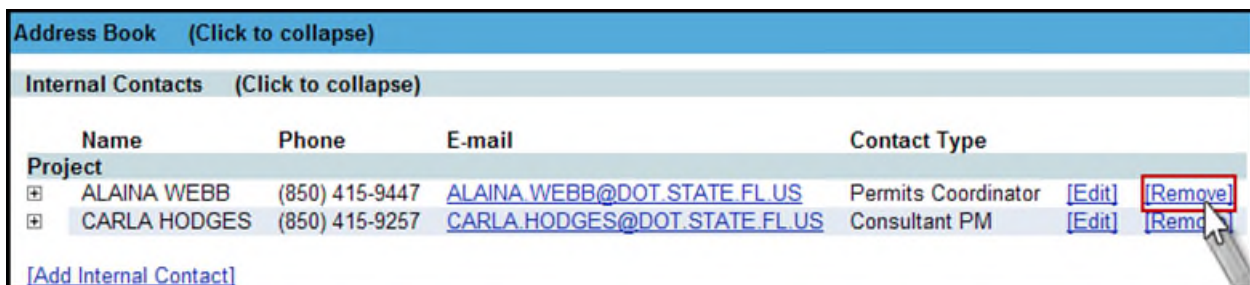 Address Book (Click to collapse)
Internal Contacts (Click to collapse)
Name Phone E-mail Contact Type
Project
ALAINA WEBB (850) 415-9447 ALAINA.WEBB@DOT.STATE.FL.US Permits Coordinator [Edit] [Remove]
CARLA HODGES (850) 415-9257 CARLA.HODGES@DOT.STATE.FL.US Consultant PM [Edit] [Remove]
[Add Internal Contact]